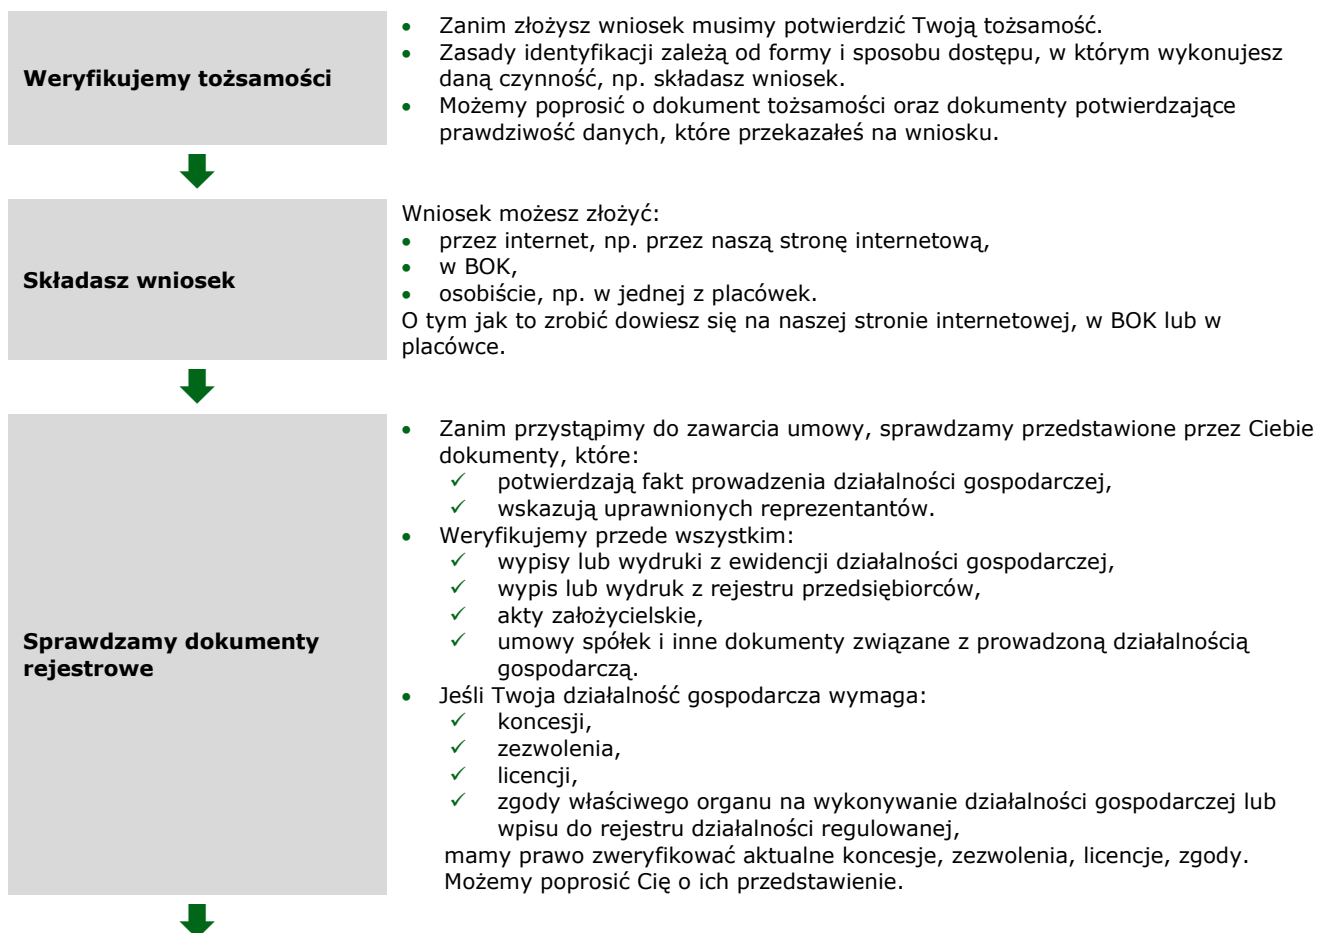 Weryfikujemy tożsamości
• Zanim złożysz wniosek musimy potwierdzić Twoją tożsamość.
• Zasady identyfikacji zależą od formy i sposobu dostępu, w którym wykonujesz
daną czynność, np. składasz wniosek.
• Możemy poprosić o dokument tożsamości oraz dokumenty potwierdzające
prawdziwość danych, które przekazałeś na wniosku.
Składasz wniosek
Wniosek możesz złożyć:
• przez internet, np. przez naszą stronę internetową,
• w BOK,
• osobiście, np. w jednej z placówek.
O tym jak to zrobić dowiesz się na naszej stronie internetowej, w BOK lub w
placówce.
Sprawdzamy dokumenty
rejestrowe
• Zanim przystąpimy do zawarcia umowy, sprawdzamy przedstawione przez Ciebie
dokumenty, które:
✓ potwierdzają fakt prowadzenia działalności gospodarczej,
✓ wskazują uprawnionych reprezentantów.
• Weryfikujemy przede wszystkim:
✓ wypisy lub wydruki z ewidencji działalności gospodarczej,
✓ wypis lub wydruk z rejestru przedsiębiorców,
✓ akty założycielskie,
✓ umowy spółek i inne dokumenty związane z prowadzoną działalnością
gospodarczą.
• Jeśli Twoja działalność gospodarcza wymaga:
✓ koncesji,
✓ zezwolenia,
✓ licencji,
✓ zgody właściwego organu na wykonywanie działalności gospodarczej lub
wpisu do rejestru działalności regulowanej,
mamy prawo zweryfikować aktualne koncesje, zezwolenia, licencje, zgody.
Możemy poprosić Cię o ich przedstawienie.